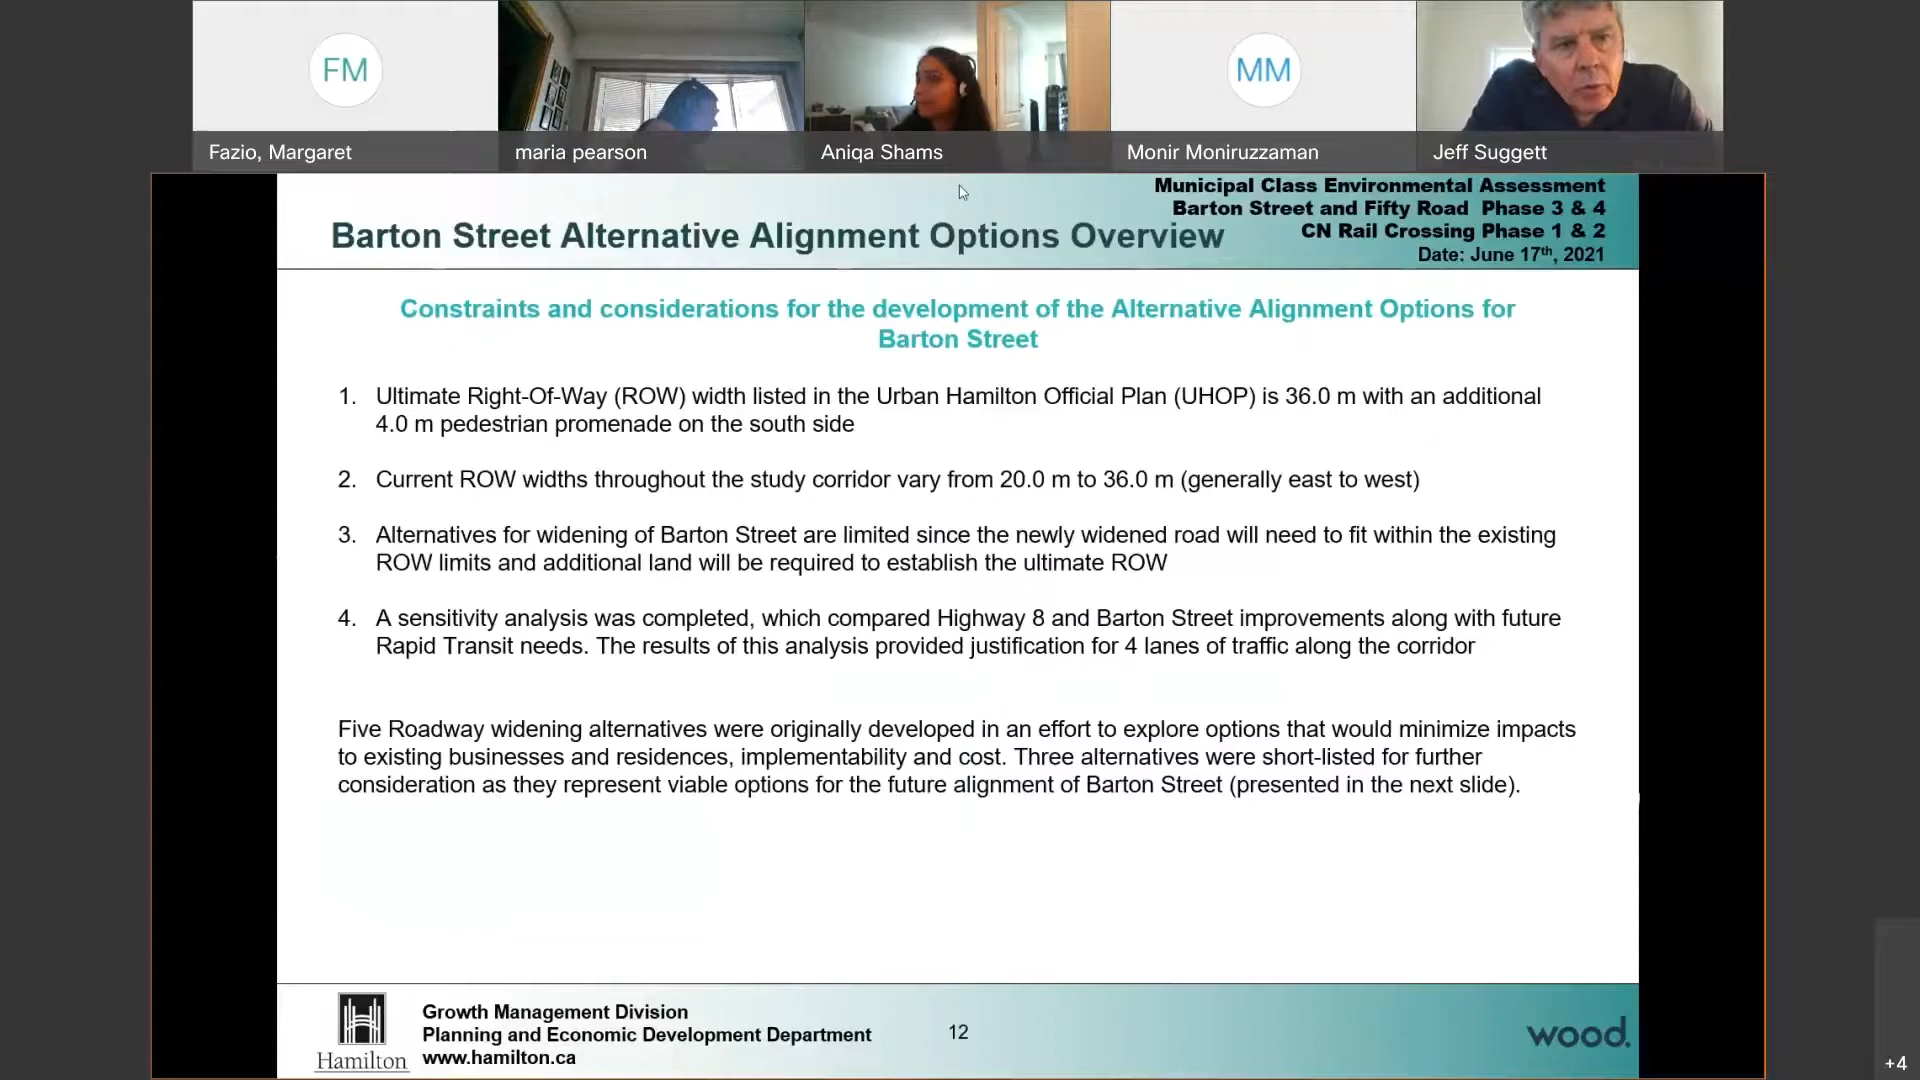 FM
MM
Fazio, Margaret
maria pearson
Aniqa Shams
Monir Moniruzzaman
Jeff Suggett
Municipal Class Environmental Assessment
Barton Street and Fifty Road Phase 3 & 4
CN Rail Crossing Phase 1 & 2
Date: June 17th, 2021
Barton Street Alternative Alignment Options Overview
Constraints and considerations for the development of the Alternative Alignment Options for
Barton Street
1. Ultimate Right-Of-Way (ROW) width listed in the Urban Hamilton Official Plan (UHOP) is 36.0 m with an additional
4.0 m pedestrian promenade on the south side
2. Current ROW widths throughout the study corridor vary from 20.0 m to 36.0 m (generally east to west)
3. Alternatives for widening of Barton Street are limited since the newly widened road will need to fit within the existing
ROW limits and additional land will be required to establish the ultimate ROW
4. A sensitivity analysis was completed, which compared Highway 8 and Barton Street improvements along with future
Rapid Transit needs. The results of this analysis provided justification for 4 lanes of traffic along the corridor
Five Roadway widening alternatives were originally developed in an effort to explore options that would minimize impacts
to existing businesses and residences, implementability and cost. Three alternatives were short-listed for further
consideration as they represent viable options for the future alignment of Barton Street (presented in the next slide).
Hamilton
Growth Management Division
Planning and Economic Development Department
www.hamilton.ca
12
wood.
+4